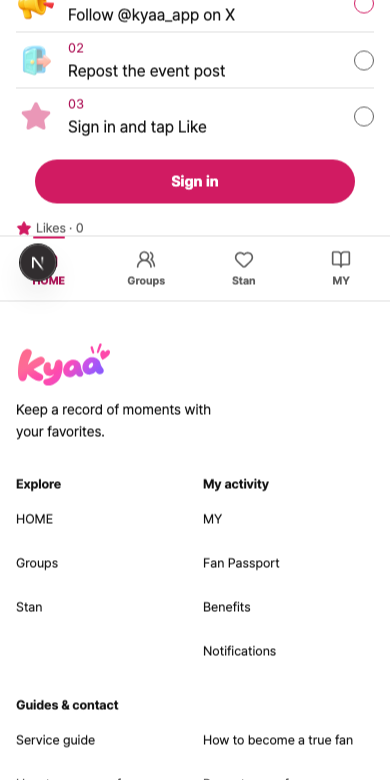 Follow @kyaa_app on X
02
Repost the event post
03
Sign in and tap Like
Sign in
Likes · 0
N
HOME
Groups
Stan
MY
kyaa
Keep a record of moments with
your favorites.
Explore
My activity
HOME
MY
Groups
Fan Passport
Stan
Benefits
Notifications
Guides & contact
Service guide
How to become a true fan